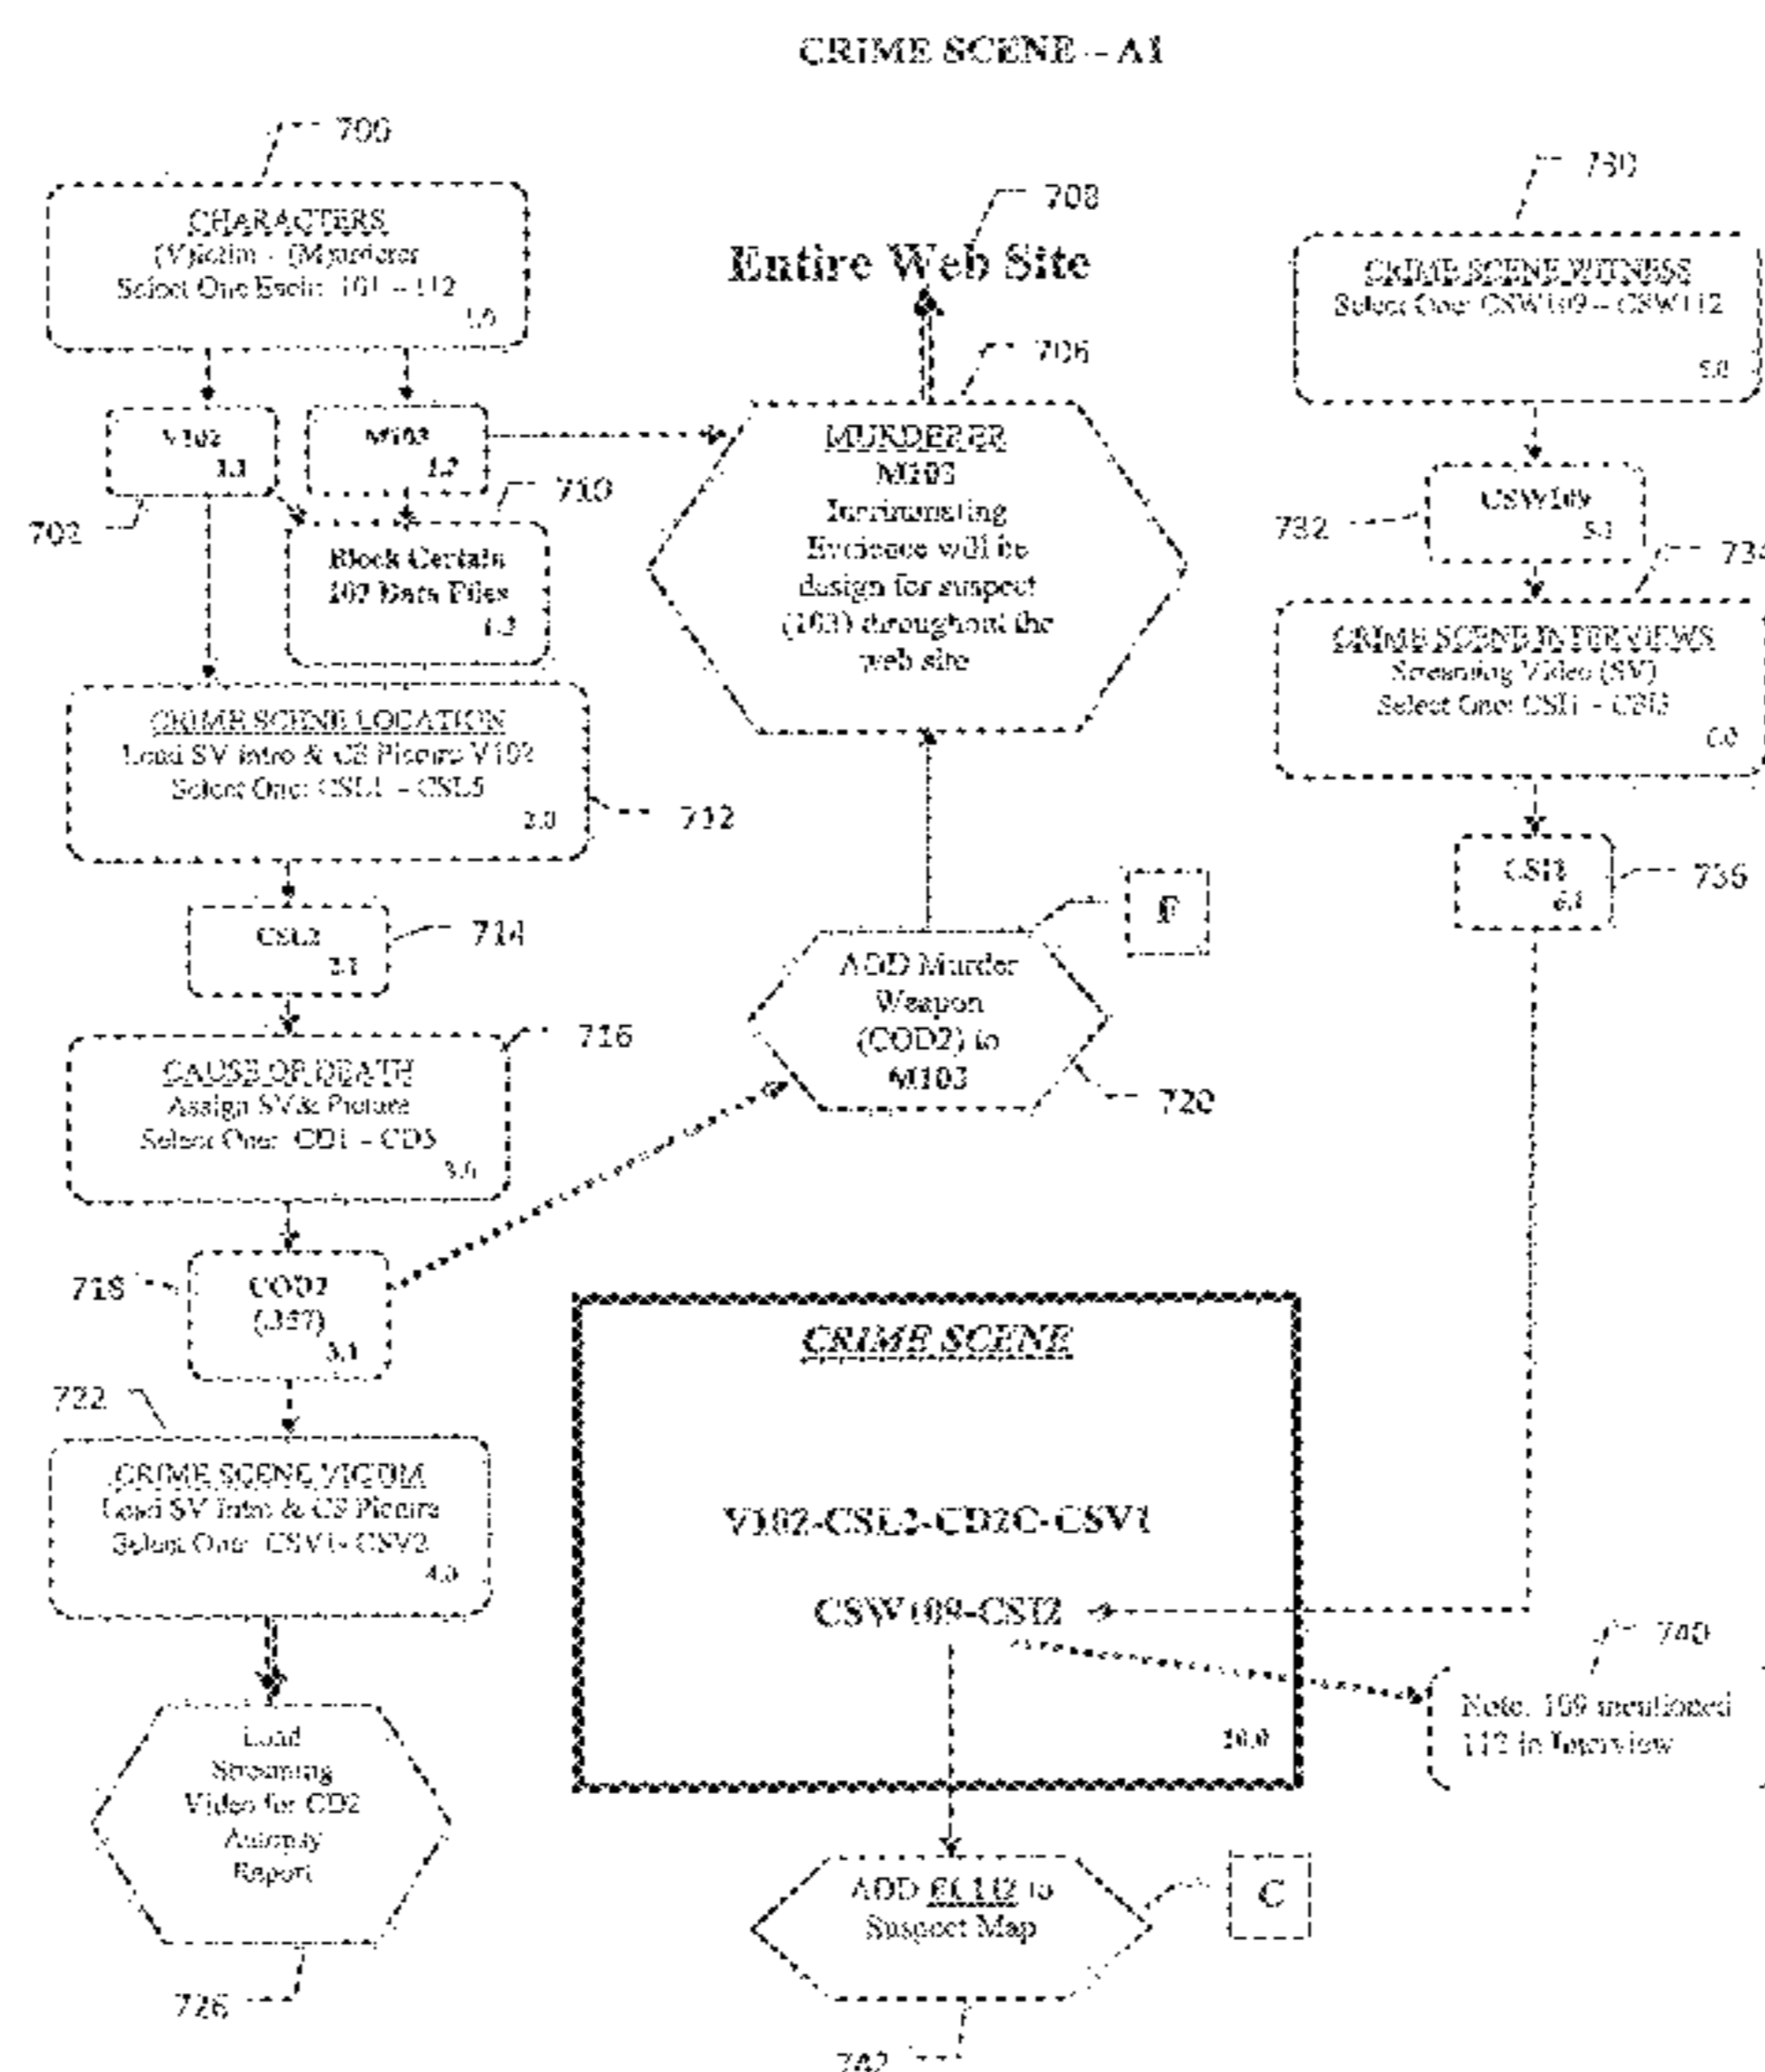 CRIME SCENE – A1
700
CHARACTERS
(V)ictim - (M)urderer
Select One Each: 101 – 112
1.0
V102
1.1
702
M103
1.2
710
Block Certain
Data Files
708
Entire Web Site
706
MURDERER
M103
Incriminating
Evidence will be
design for suspect
(103) throughout the
web site
730
CRIME SCENE WITNESS
Select One: CSW109 – CSW112
5.0
732
CSW109
5.1
CRIME SCENE INTERVIEWS
Streaming Video (SV)
Select One: CSI1 – CSI3
6.0
6.1
736
CRIME SCENE LOCATION
Load SV Intro & CS Picture V102
Select One: CSL1 – CSL5
2.0
712
CSL2
2.1
714
CAUSE OF DEATH
Assign SV & Picture
Select One: CD1 – CD5
3.0
716
718
COD2
(.357)
3.1
F
ADD Murder
Weapon
(COD2) to
M103
720
722
CRIME SCENE VICTIM
Load SV Intro & CS Picture
Select One: CSV1- CSV2
4.0
Load
Streaming
Video for CD2
Autopsy
Report
726
CRIME SCENE
V102-CSL2-CD2C-CSV1
CSW109-CSI2
10.0
740
Note: 109 mentioned
112 in Interview
ADD to
Suspect Map
C
742